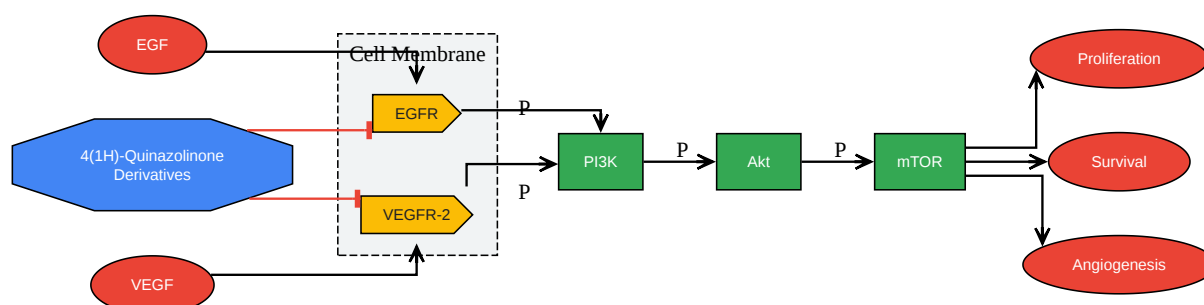 EGF
Cell Membrane
Proliferation
EGFR
P
4(1H)-Quinazolinone
Derivatives
PI3K
P
Akt
P
mTOR
Survival
P
VEGFR-2
VEGF
Angiogenesis